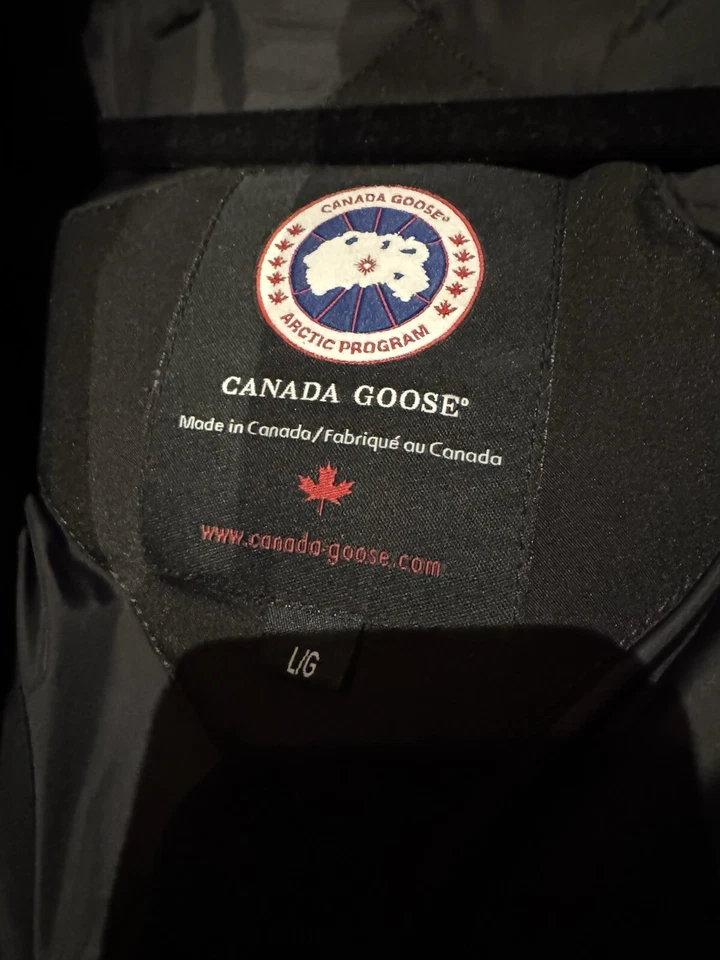 CANADA GOOSE®
ARCTIC PROGRAM
CANADA GOOSE®
Made in Canada/Fabriqué au Canada
www.canada-goose.com
L/G